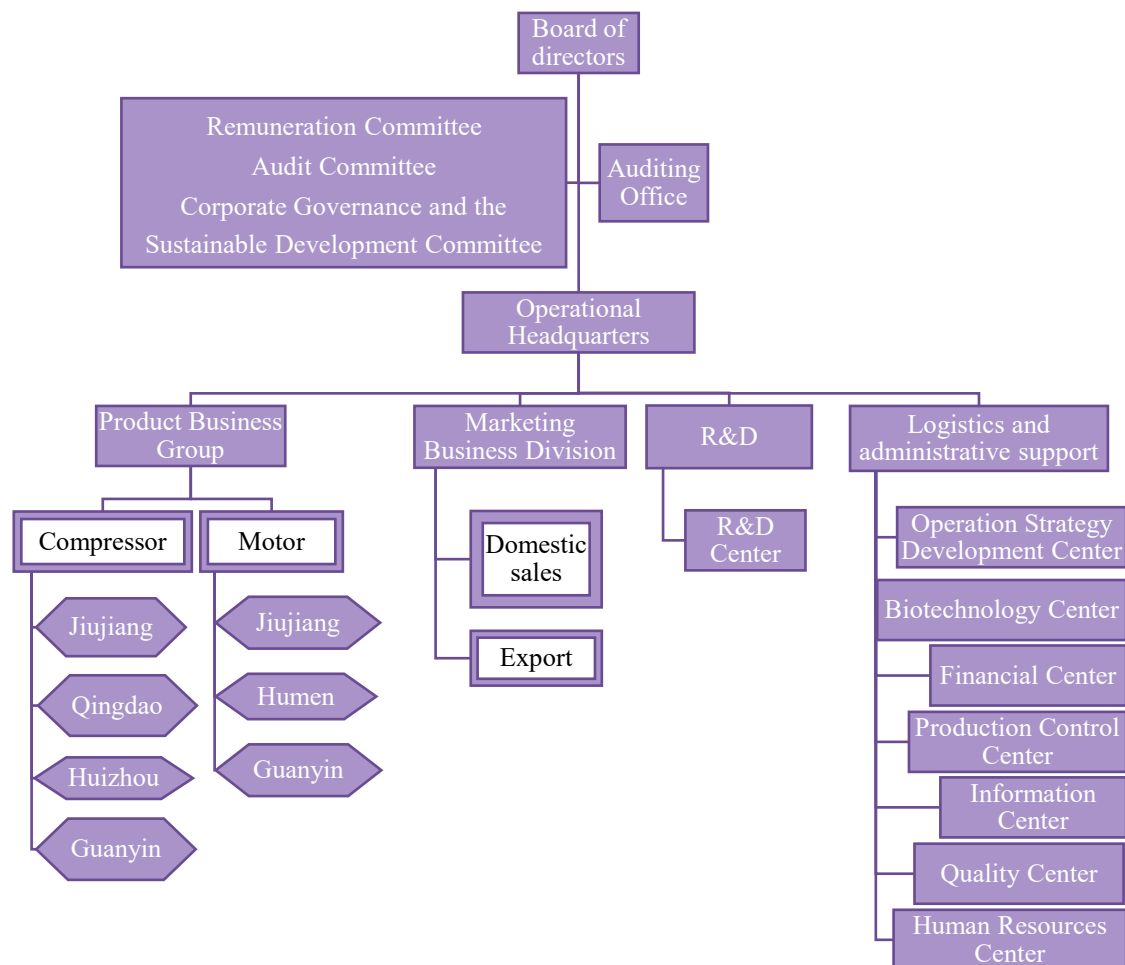 Board of
directors
Remuneration Committee
Audit Committee
Corporate Governance and the
Sustainable Development Committee
Auditing
Office
Operational
Headquarters
Product Business
Group
Marketing
Business Division
R&D
Logistics and
administrative support
Compressor
Motor
Jiujiang
Qingdao
Huizhou
Guanyin
Jiujiang
Humen
Guanyin
Domestic
sales
Export
R&D
Center
Operation Strategy
Development Center
Biotechnology Center
Financial Center
Production Control
Center
Information
Center
Quality Center
Human Resources
Center